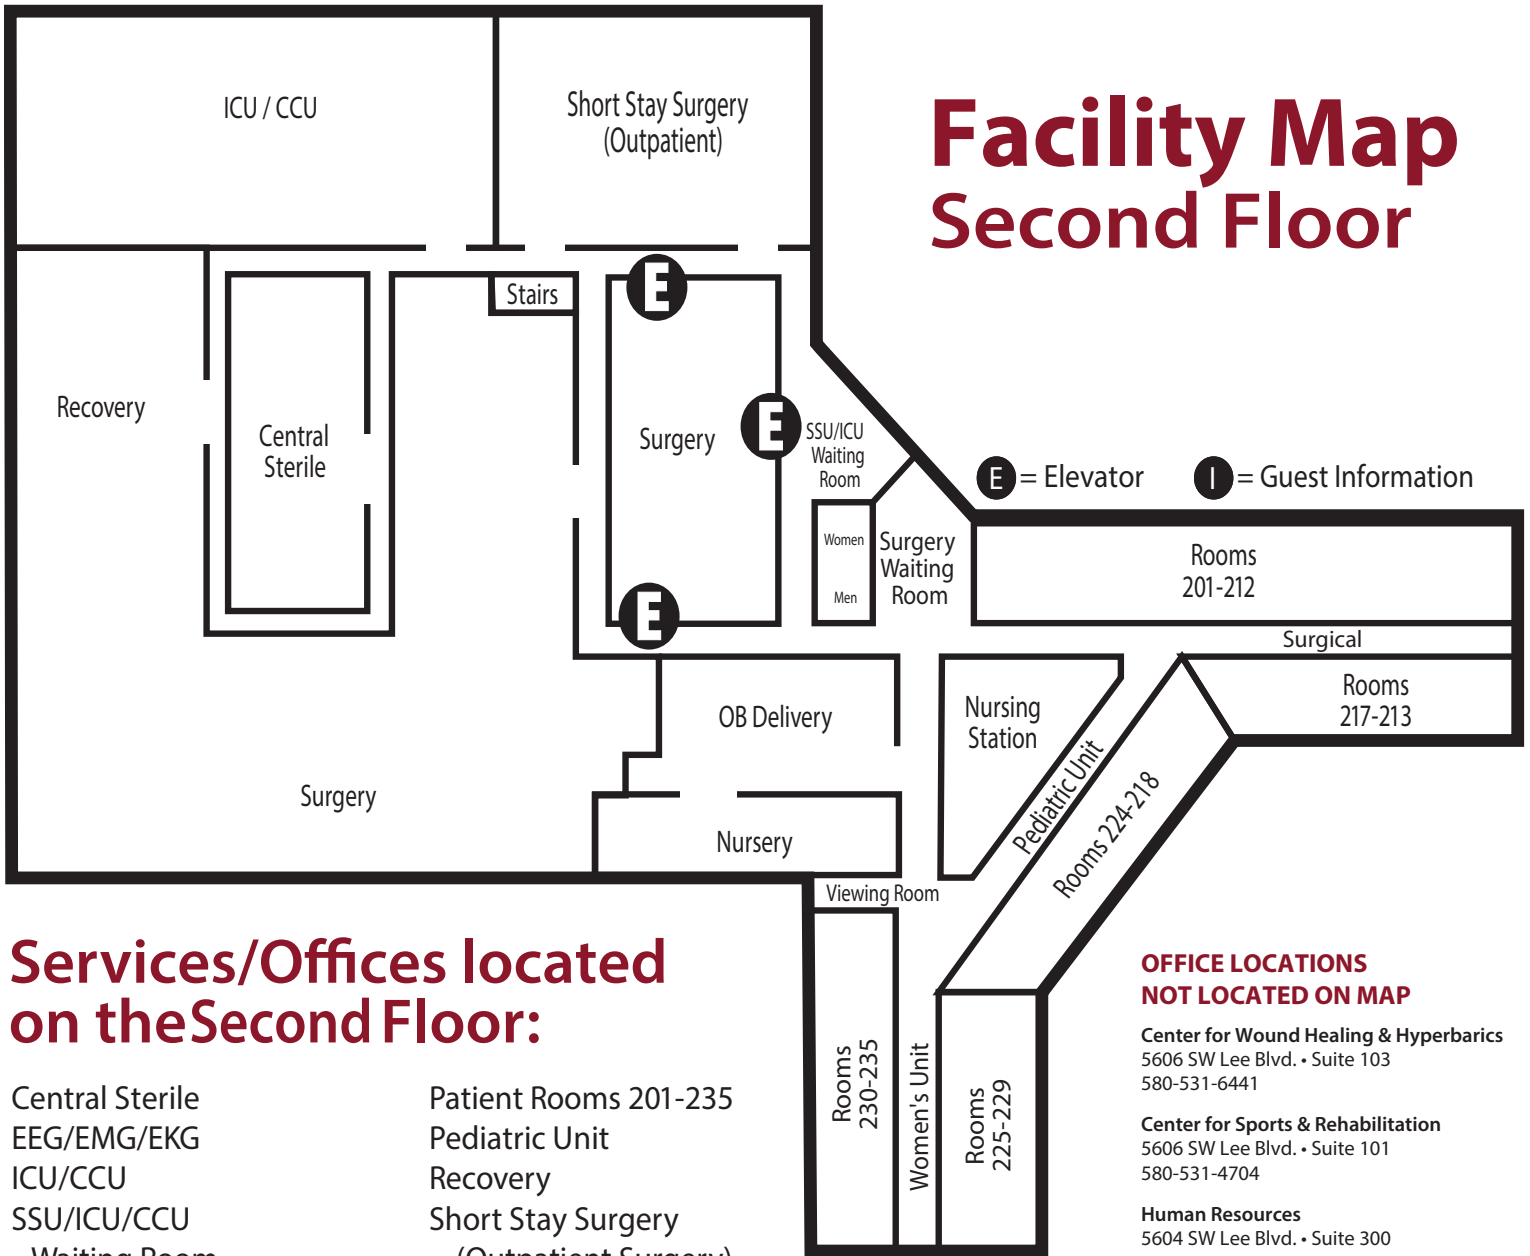 ICU / CCU
Short Stay Surgery
(Outpatient)
Facility Map
Second Floor
Stairs
E
Recovery
Central
Sterile
Surgery
E
SSU/ICU
Waiting
Room
E = Elevator
I = Guest Information
Women
Men
Surgery
Waiting
Room
Rooms
201-212
E
Surgical
Rooms
217-213
OB Delivery
Nursing
Station
Pediatric Unit
Rooms 224-218
Surgery
Nursery
Viewing Room
Rooms
230-235
Women's Unit
Rooms
225-229
Services/Offices located
on the Second Floor:
Central Sterile
EEG/EMG/EKG
ICU/CCU
SSU/ICU/CCU
Waiting Room
Patient Rooms 201-235
Pediatric Unit
Recovery
Short Stay Surgery
(Outpatient Surgery)
OFFICE LOCATIONS
NOT LOCATED ON MAP
Center for Wound Healing & Hyperbarics
5606 SW Lee Blvd. • Suite 103
580-531-6441
Center for Sports & Rehabilitation
5606 SW Lee Blvd. • Suite 101
580-531-4704
Human Resources
5604 SW Lee Blvd. • Suite 300